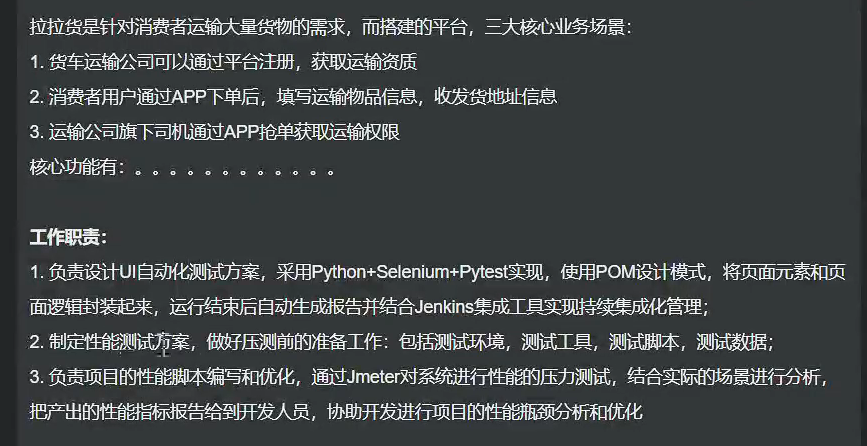 拉拉货是针对消费者运输大量货物的需求，而搭建的平台，三大核心业务场景：
1. 货车运输公司可以通过平台注册，获取运输资质
2. 消费者用户通过APP下单后，填写运输物品信息，收发货地址信息
3. 运输公司旗下司机通过APP抢单获取运输权限
核心功能有：。。。。。。。。。。。。
工作职责：
1. 负责设计UI自动化测试方案，采用Python+Selenium+Pytest实现，使用POM设计模式，将页面元素和页
面逻辑封装起来，运行结束后自动生成报告并结合Jenkins集成工具实现持续集成化管理；
2. 制定性能测试方案，做好压测前的准备工作：包括测试环境，测试工具，测试脚本，测试数据；
3. 负责项目的性能脚本编写和优化，通过Jmeter对系统进行性能的压力测试，结合实际的场景进行分析，
把产出的性能指标报告给到开发人员，协助开发进行项目的性能瓶颈分析和优化